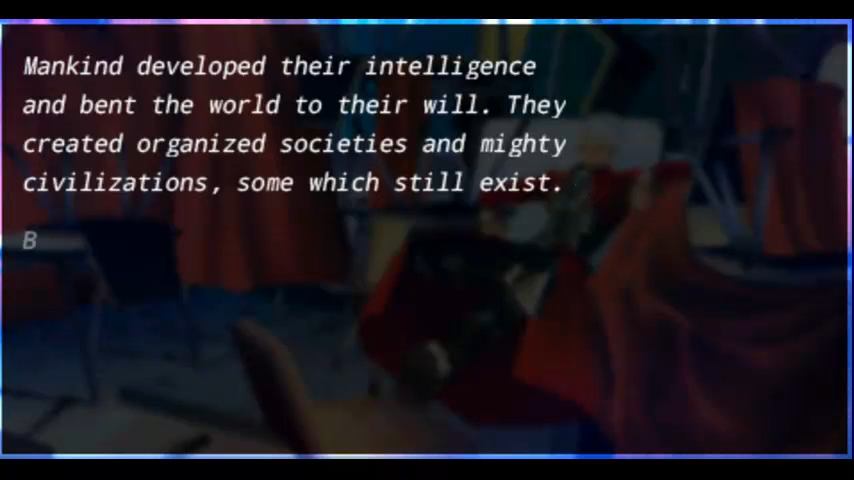 Mankind developed their intelligence
and bent the world to their will. They
created organized societies and mighty
civilizations, some which still exist.
B